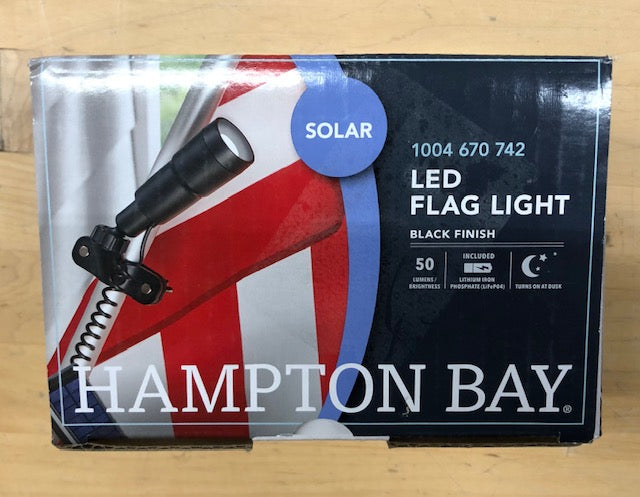 SOLAR
1004 670 742
LED
FLAG LIGHT
BLACK FINISH
50
LUMENS/
BRIGHTNESS
INCLUDED
LITHIUM IRON
PHOSPHATE (LiFePO4)
TURNS ON AT DUSK
HAMPTON BAY®